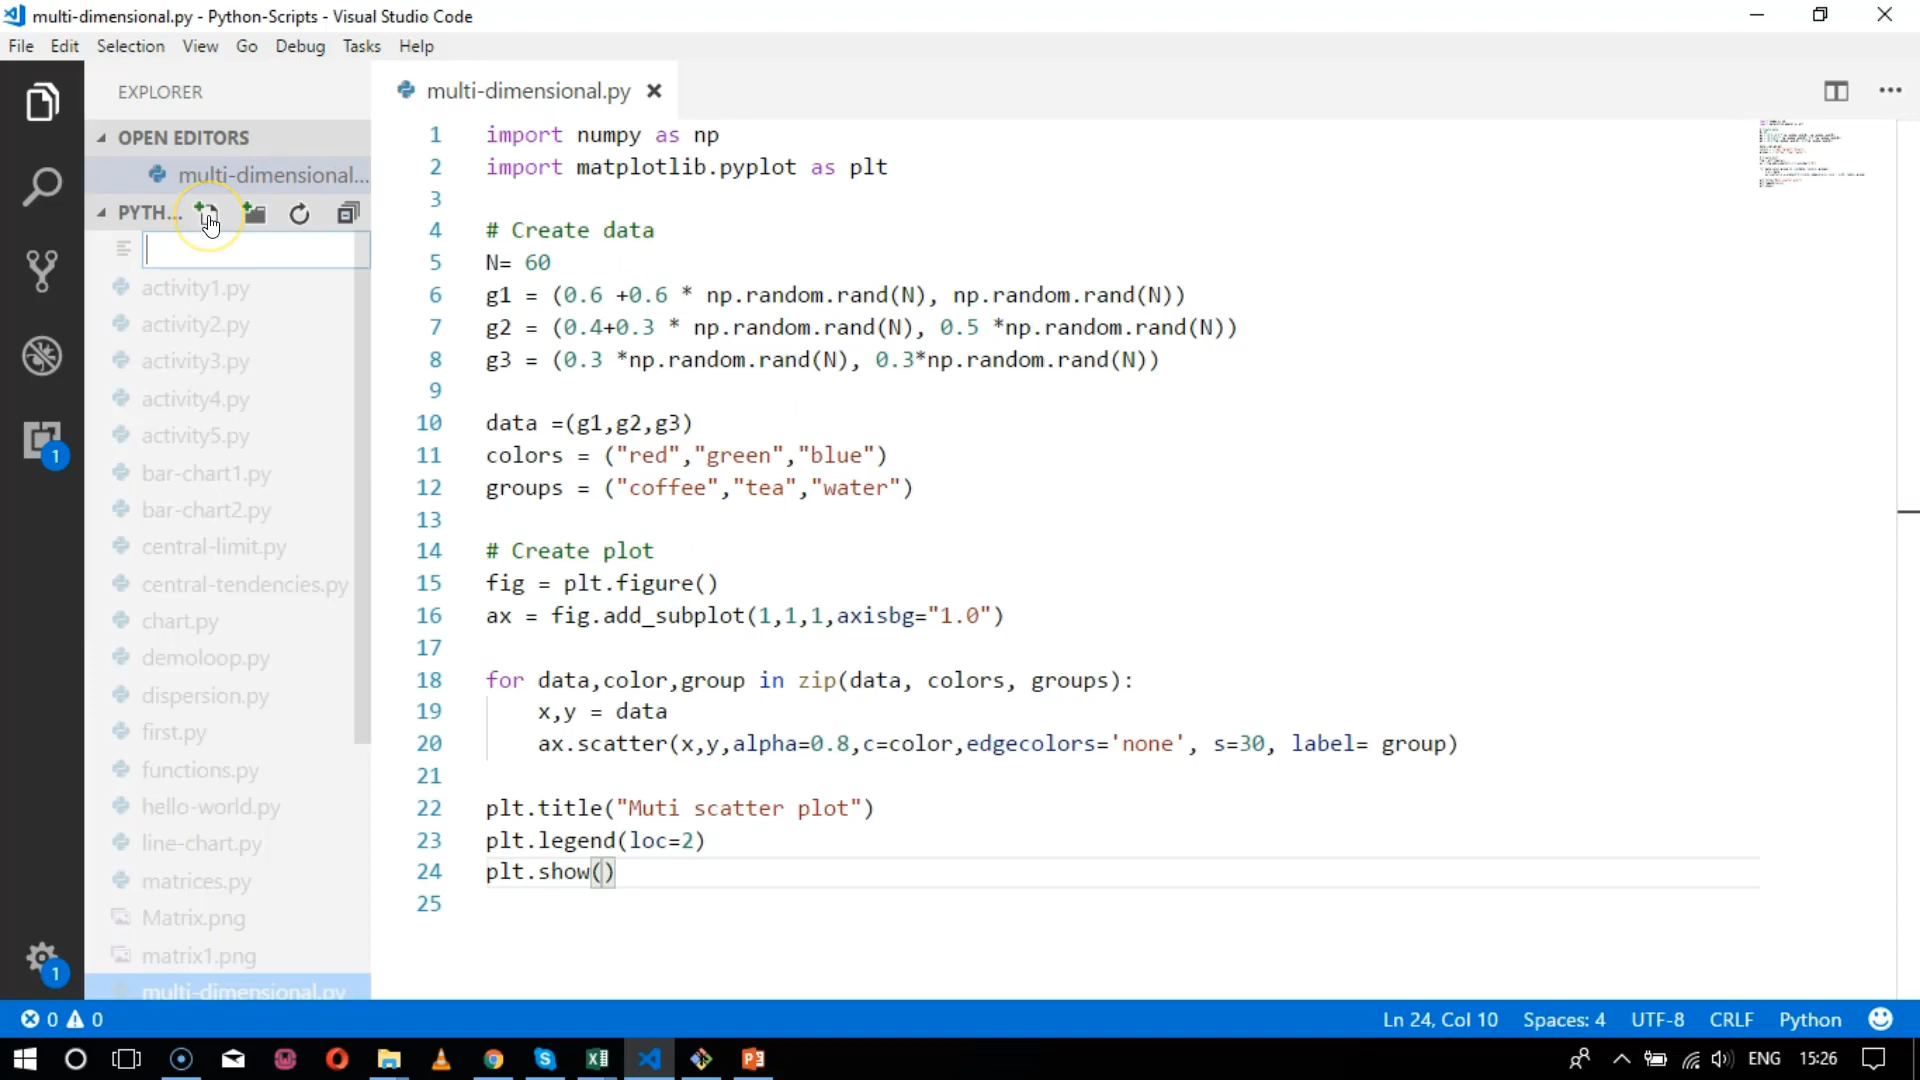 multi-dimensional.py - Python-Scripts - Visual Studio Code
File Edit Selection View Go Debug Tasks Help
EXPLORER
OPEN EDITORS
multi-dimensional...
PYTH...
activity1.py
activity2.py
activity3.py
activity4.py
activity5.py
bar-chart1.py
bar-chart2.py
central-limit.py
central-tendencies.py
chart.py
demoloop.py
dispersion.py
first.py
functions.py
hello-world.py
line-chart.py
matrices.py
Matrix.png
matrix1.png
multi-dimensional.py
1
1
multi-dimensional.py
1 import numpy as np
2 import matplotlib.pyplot as plt
3
4 # Create data
5 N= 60
6 g1 = (0.6 +0.6 * np.random.rand(N), np.random.rand(N))
7 g2 = (0.4+0.3 * np.random.rand(N), 0.5 *np.random.rand(N))
8 g3 = (0.3 *np.random.rand(N), 0.3*np.random.rand(N))
9
10 data =(g1,g2,g3)
11 colors = ("red","green","blue")
12 groups = ("coffee","tea","water")
13
14 # Create plot
15 fig = plt.figure()
16 ax = fig.add_subplot(1,1,1,axisbg="1.0")
17
18 for data,color,group in zip(data, colors, groups):
19 x,y = data
20 ax.scatter(x,y,alpha=0.8,c=color,edgecolors='none', s=30, label= group)
21
22 plt.title("Muti scatter plot")
23 plt.legend(loc=2)
24 plt.show()
25
0 0 Ln 24, Col 10 Spaces: 4 UTF-8 CRLF Python
ENG 15:26